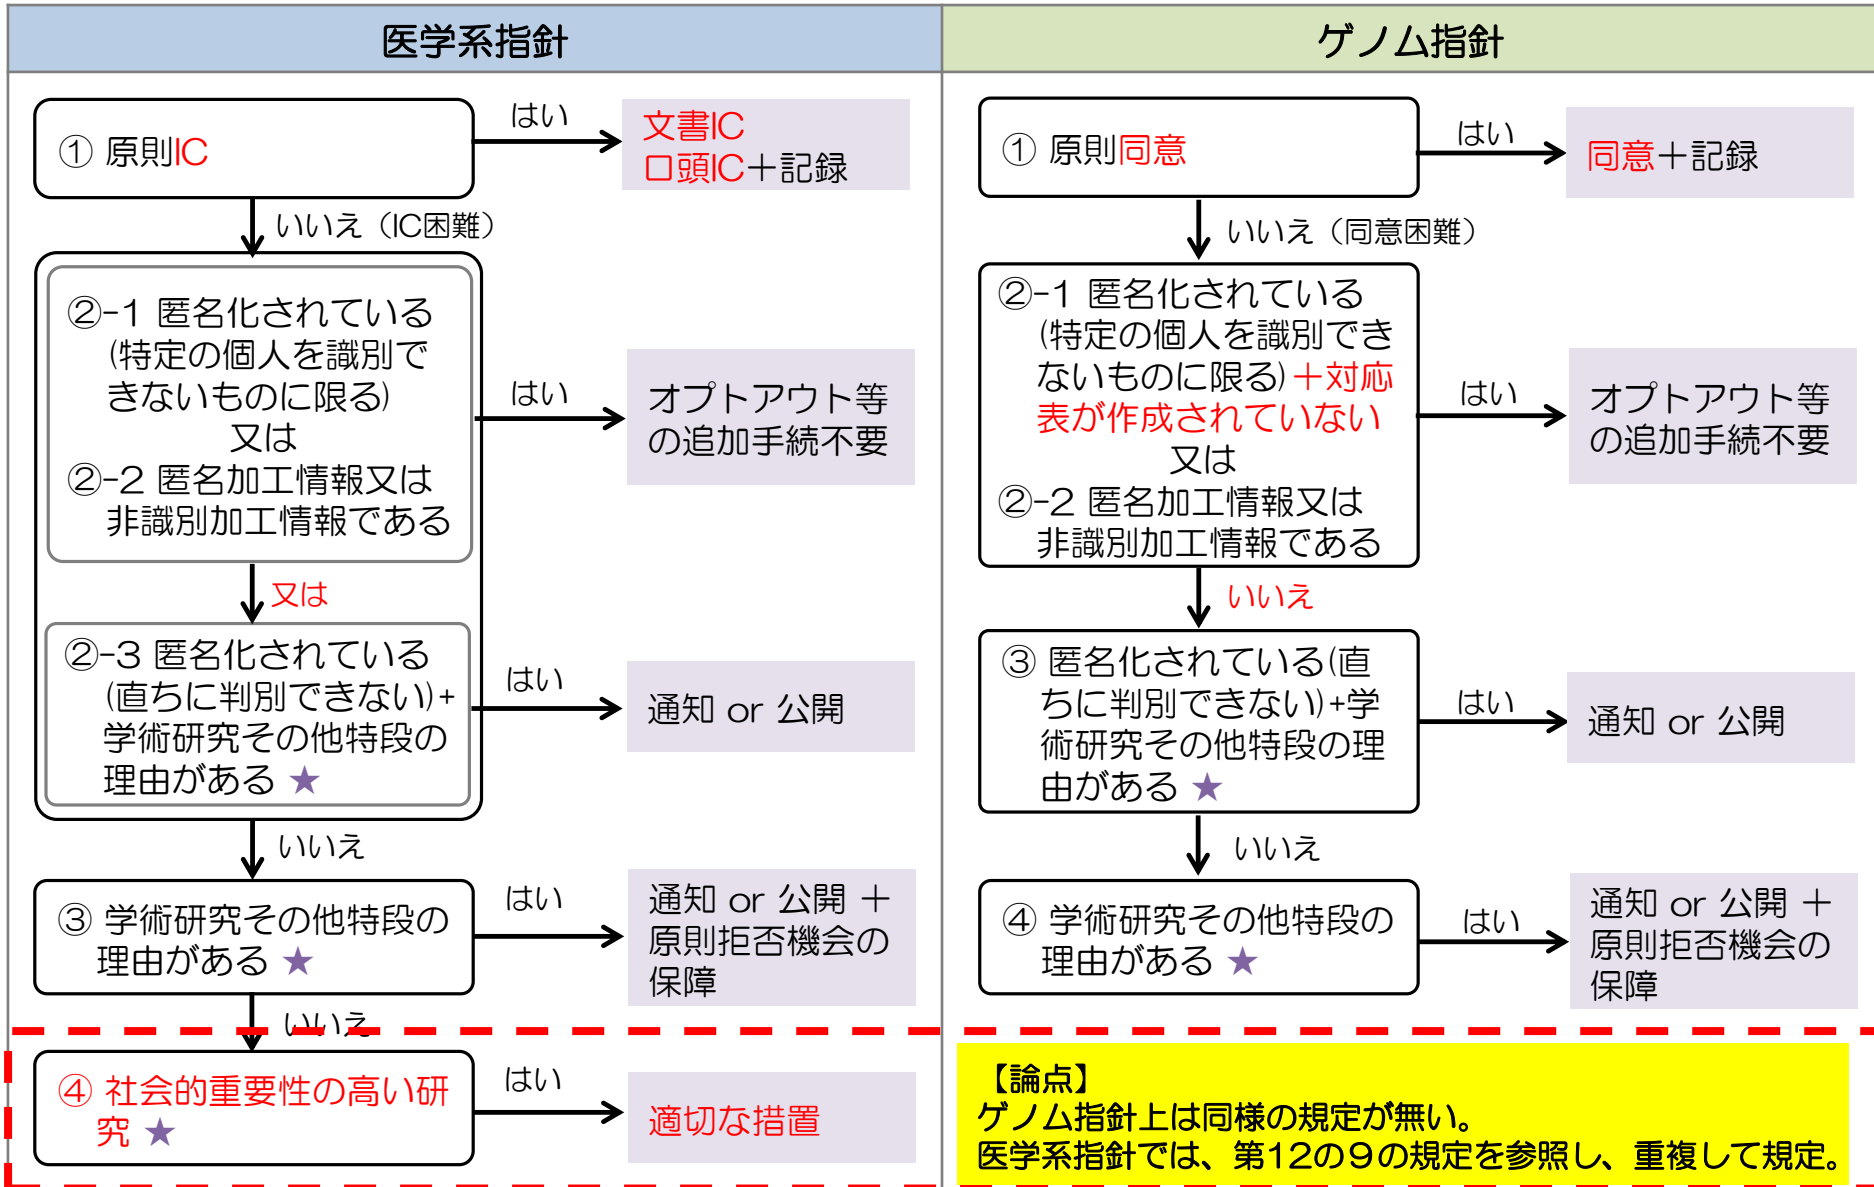 医学系指針
① 原則IC
はい
文書IC
口頭IC＋記録
いいえ（IC困難）
②-1 匿名化されている
(特定の個人を識別で
きないものに限る)
又は
②-2 匿名加工情報又は
非識別加工情報である
はい
オプトアウト等
の追加手続不要
又は
②-3 匿名化されている
(直ちに判別できない)+
学術研究その他特段の
理由がある ★
はい
通知 or 公開
いいえ
③ 学術研究その他特段の
理由がある ★
はい
通知 or 公開 ＋
原則拒否機会の
保障
いいえ
④ 社会的重要性の高い研
究 ★
はい
適切な措置
ゲノム指針
① 原則同意
はい
同意＋記録
いいえ（同意困難）
②-1 匿名化されている
(特定の個人を識別でき
ないものに限る)＋対応
表が作成されていない
又は
②-2 匿名加工情報又は
非識別加工情報である
はい
オプトアウト等
の追加手続不要
いいえ
③ 匿名化されている(直
ちに判別できない)+学
術研究その他特段の理
由がある ★
はい
通知 or 公開
いいえ
④ 学術研究その他特段の
理由がある ★
はい
通知 or 公開 ＋
原則拒否機会の
保障
【論点】
ゲノム指針上は同様の規定が無い。
医学系指針では、第12の９の規定を参照し、重複して規定。